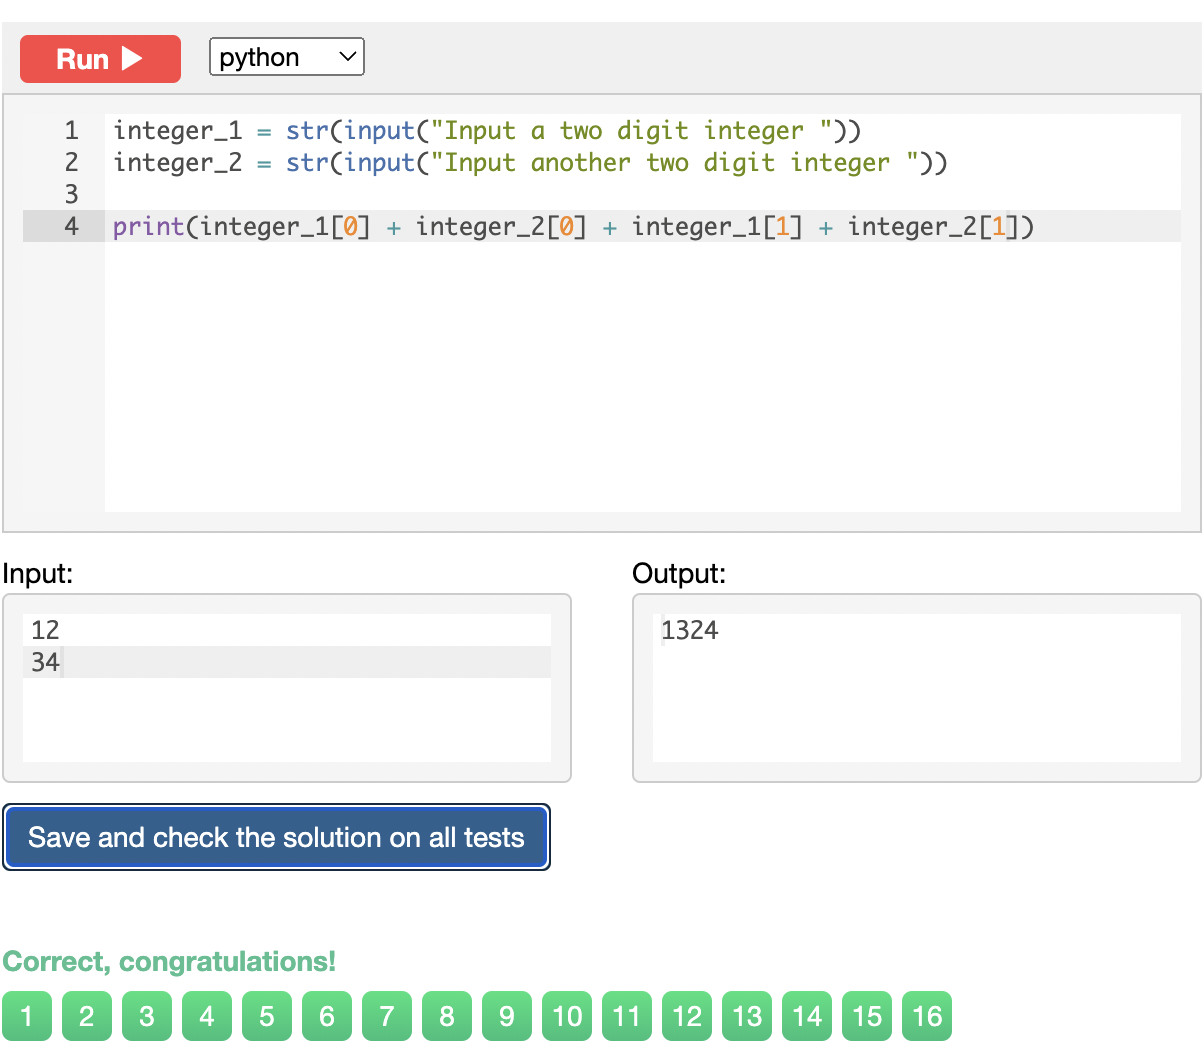 Run python
1 integer_1 = str(input("Input a two digit integer "))
2 integer_2 = str(input("Input another two digit integer "))
3
4 print(integer_1[0] + integer_2[0] + integer_1[1] + integer_2[1])
Input:
12
34
Output:
1324
Save and check the solution on all tests
Correct, congratulations!
1 2 3 4 5 6 7 8 9 10 11 12 13 14 15 16